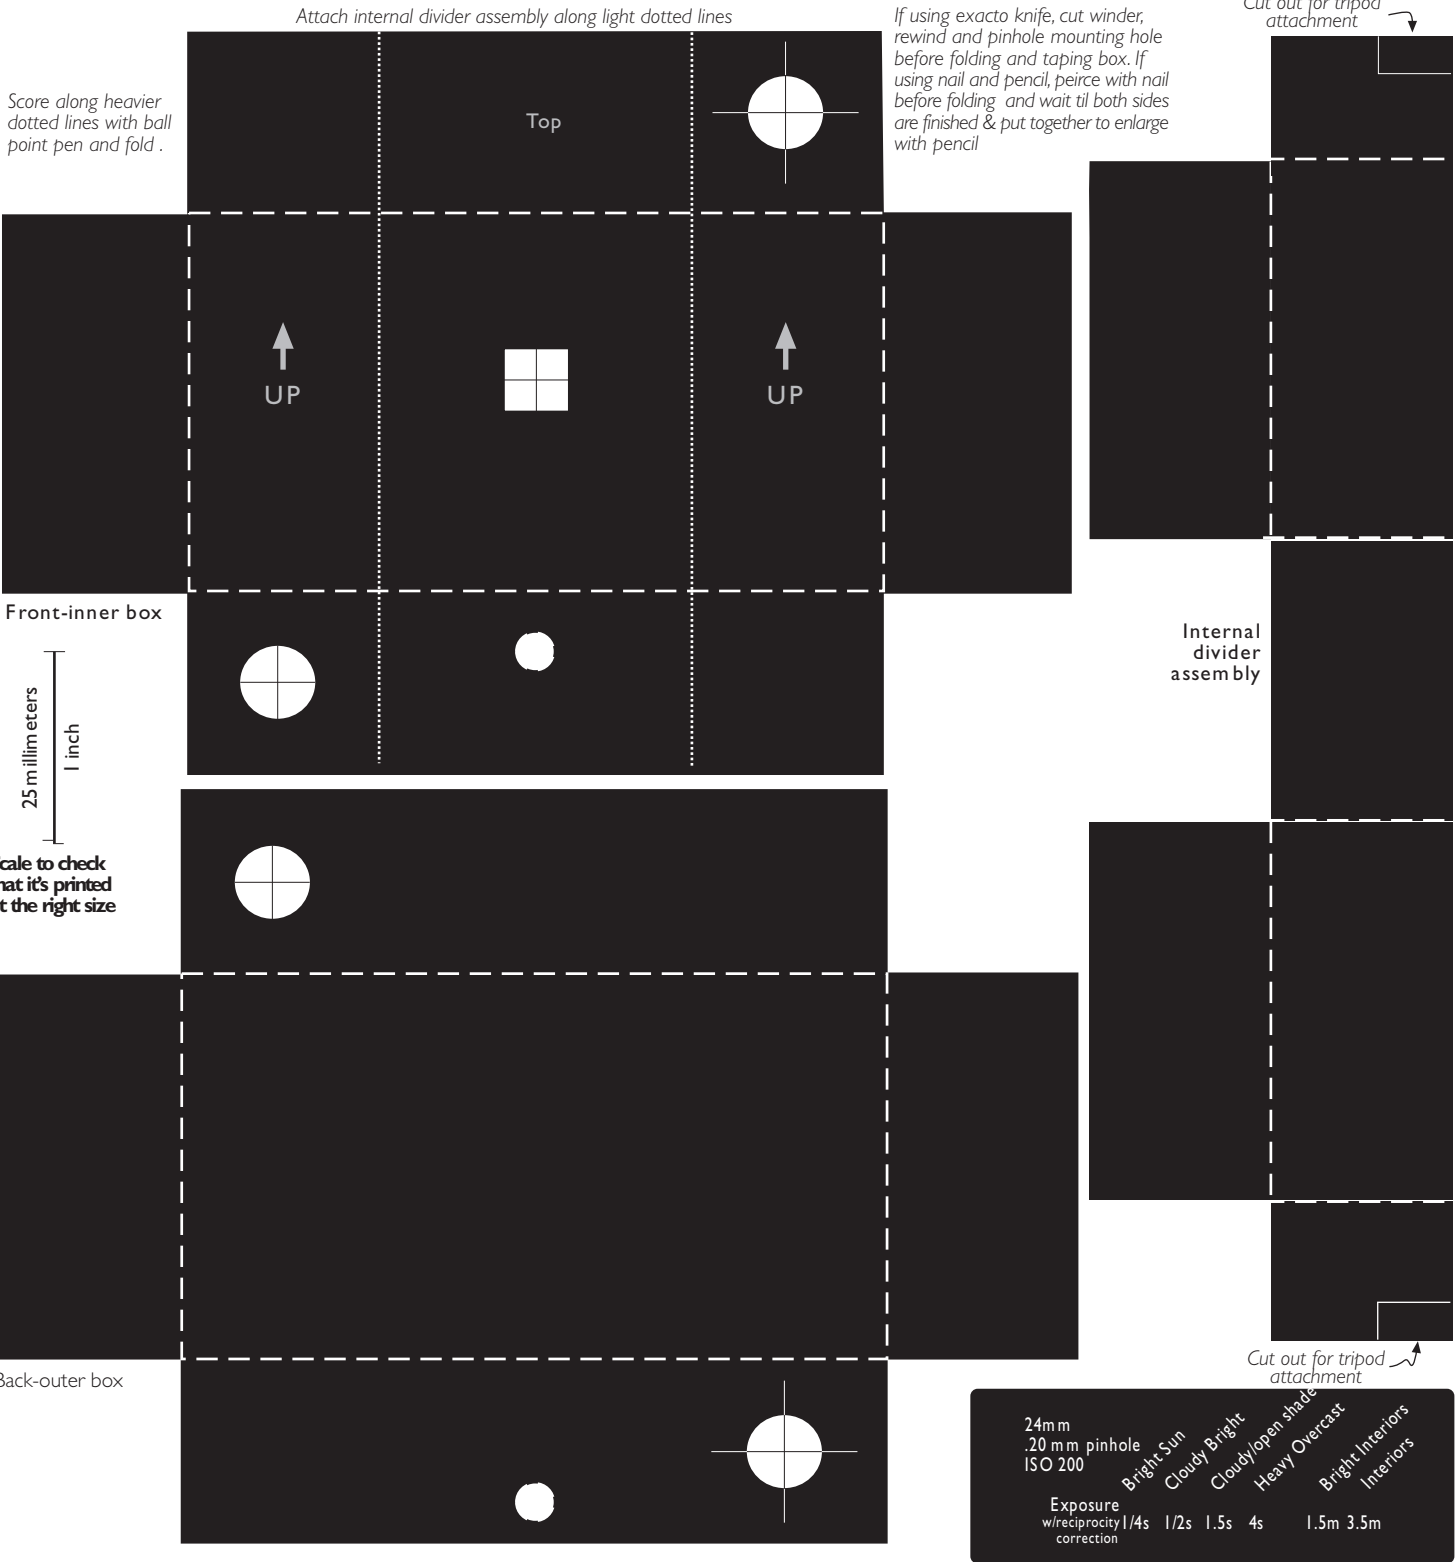 Attach internal divider assembly along light dotted lines
If using exacto knife, cut winder,
rewind and pinhole mounting hole
before folding and taping box. If
using nail and pencil, peirce with nail
before folding and wait til both sides
are finished & put together to enlarge
with pencil
Cut out for tripod
attachment
Score along heavier
dotted lines with ball
point pen and fold .
Top
UP
UP
Front-inner box
25 millimeters
1 inch
cale to check
hat it's printed
t the right size
Internal
divider
assembly
Back-outer box
Cut out for tripod
attachment
24mm
.20 mm pinhole
ISO 200
Bright Sun
Cloudy Bright
Cloudy/open shade
Heavy Overcast
Bright Interiors
Interiors
Exposure
w/reciprocity 1/4s 1/2s 1.5s 4s 1.5m 3.5m
correction